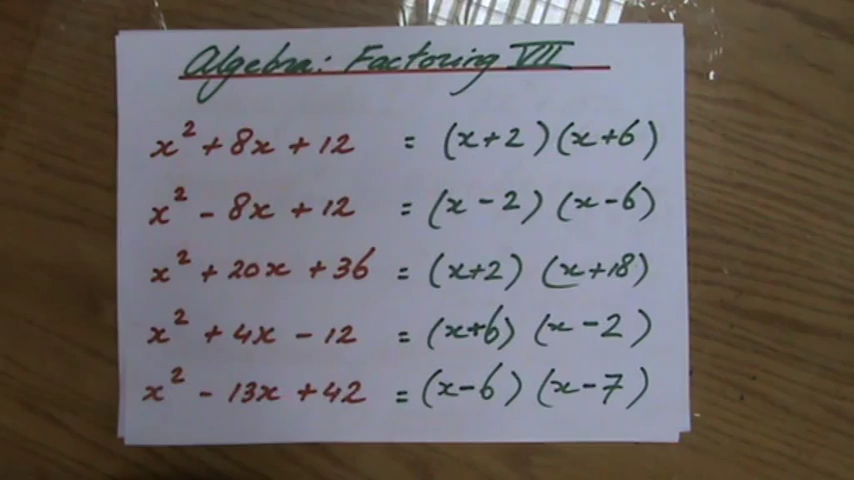 Algebra: Factoring VII
x² + 8x + 12 = (x+2)(x+6)
x² - 8x + 12 = (x-2)(x-6)
x² + 20x + 36 = (x+2)(x+18)
x² + 4x - 12 = (x+6)(x-2)
x² - 13x + 42 = (x-6)(x-7)